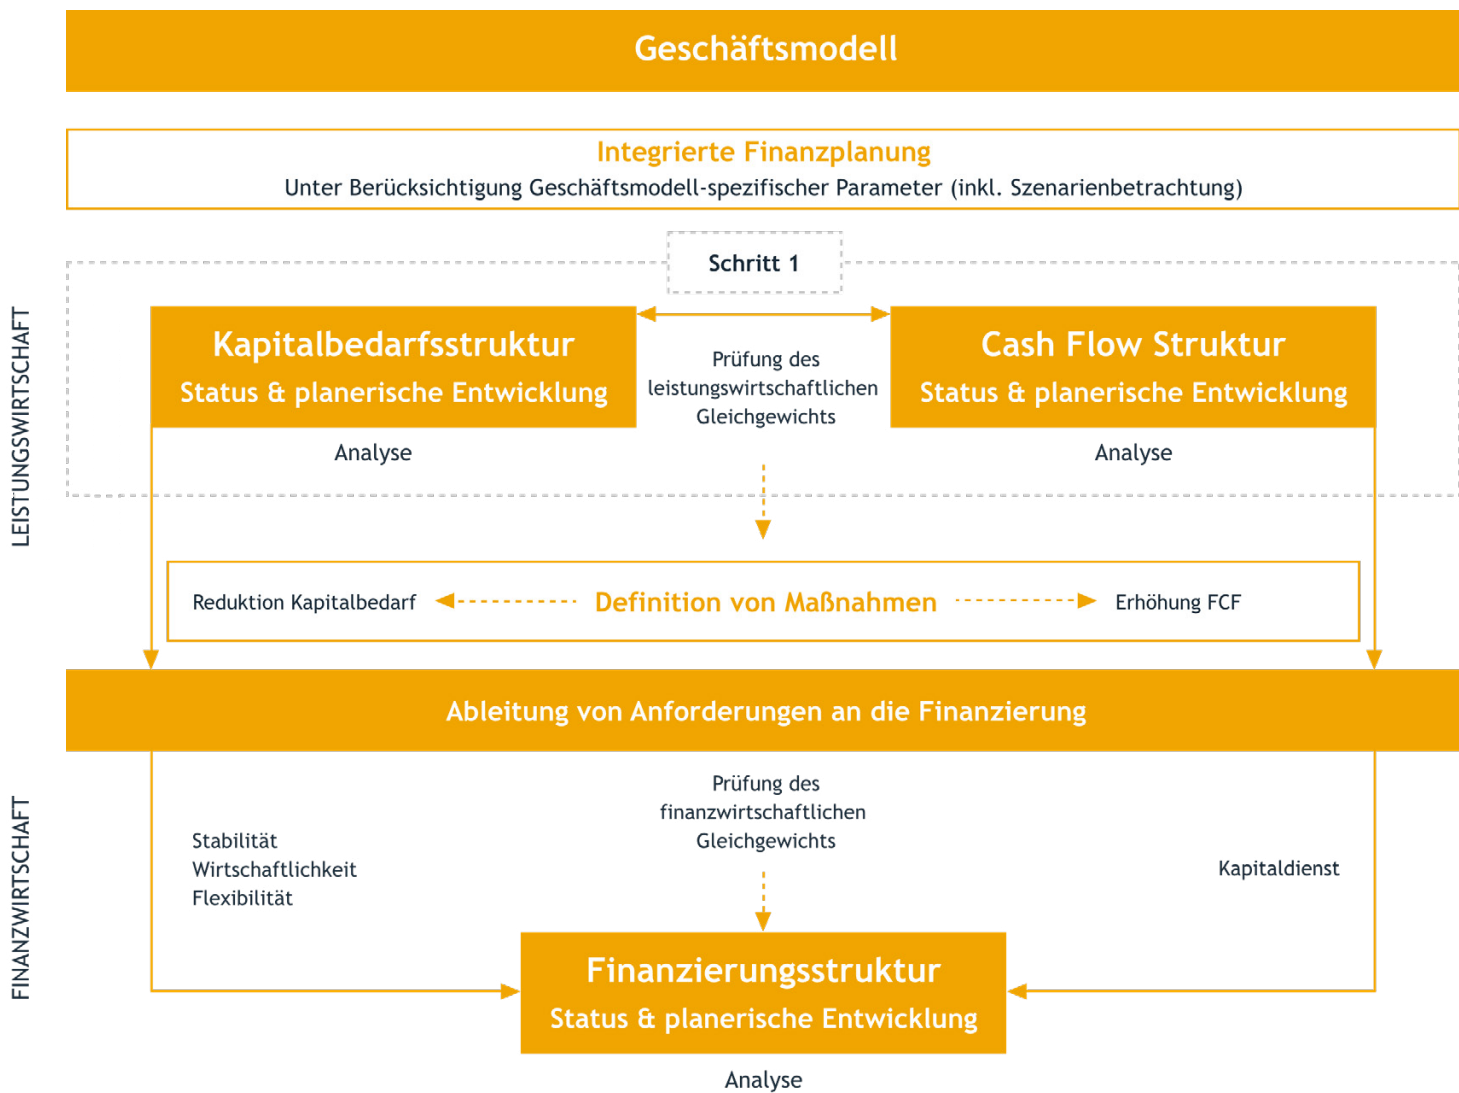 Geschäftsmodell
Integrierte Finanzplanung
Unter Berücksichtigung Geschäftsmodell-spezifischer Parameter (inkl. Szenarienbetrachtung)
Schritt 1
LEISTUNGSWIRTSCHAFT
Kapitalbedarfsstruktur
Status & planerische Entwicklung
Analyse
Prüfung des
leistungswirtschaftlichen
Gleichgewichts
Cash Flow Struktur
Status & planerische Entwicklung
Analyse
Reduktion Kapitalbedarf
Definition von Maßnahmen
Erhöhung FCF
Ableitung von Anforderungen an die Finanzierung
FINANZWIRTSCHAFT
Stabilität
Wirtschaftlichkeit
Flexibilität
Prüfung des
finanzwirtschaftlichen
Gleichgewichts
Kapitaldienst
Finanzierungsstruktur
Status & planerische Entwicklung
Analyse